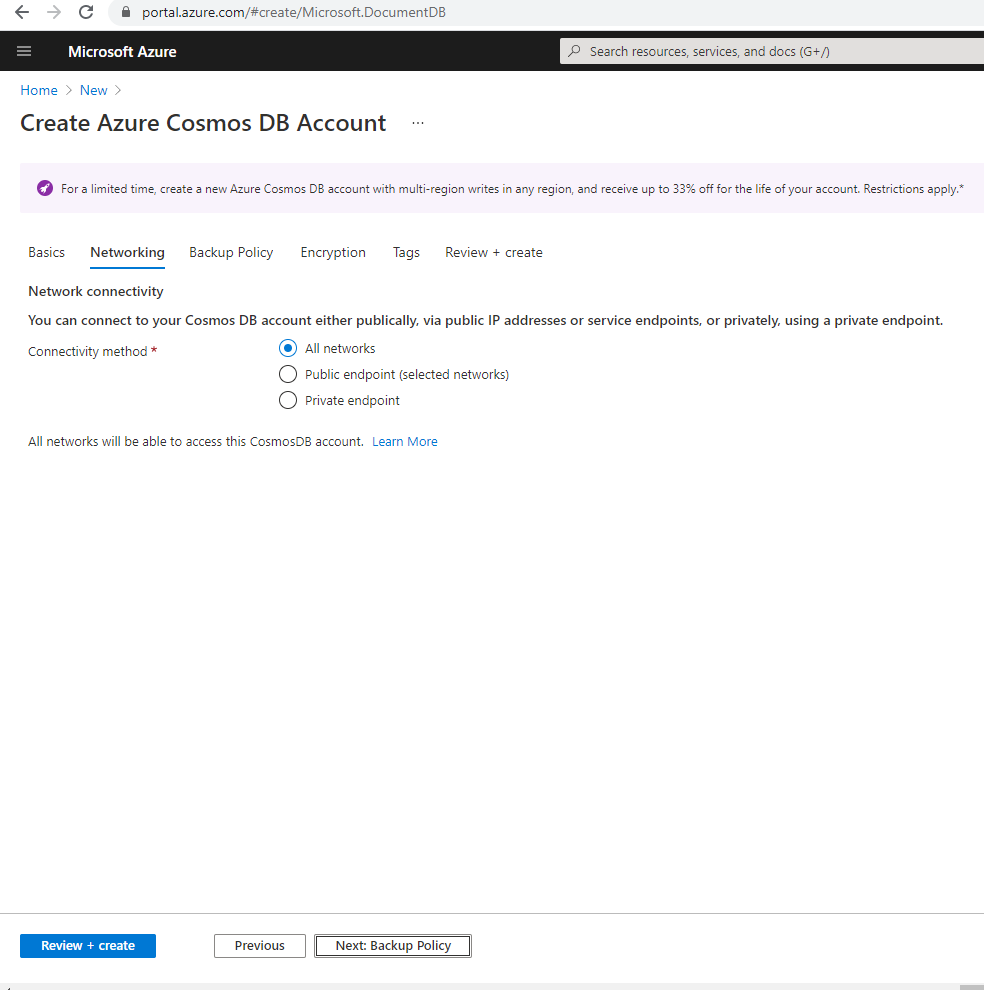 portal.azure.com/#create/Microsoft.DocumentDB
Microsoft Azure
Search resources, services, and docs (G+/)
Home > New >
Create Azure Cosmos DB Account ...
For a limited time, create a new Azure Cosmos DB account with multi-region writes in any region, and receive up to 33% off for the life of your account. Restrictions apply.*
Basics Networking Backup Policy Encryption Tags Review + create
Network connectivity
You can connect to your Cosmos DB account either publically, via public IP addresses or service endpoints, or privately, using a private endpoint.
Connectivity method *
All networks
Public endpoint (selected networks)
Private endpoint
All networks will be able to access this CosmosDB account. Learn More
Review + create Previous Next: Backup Policy